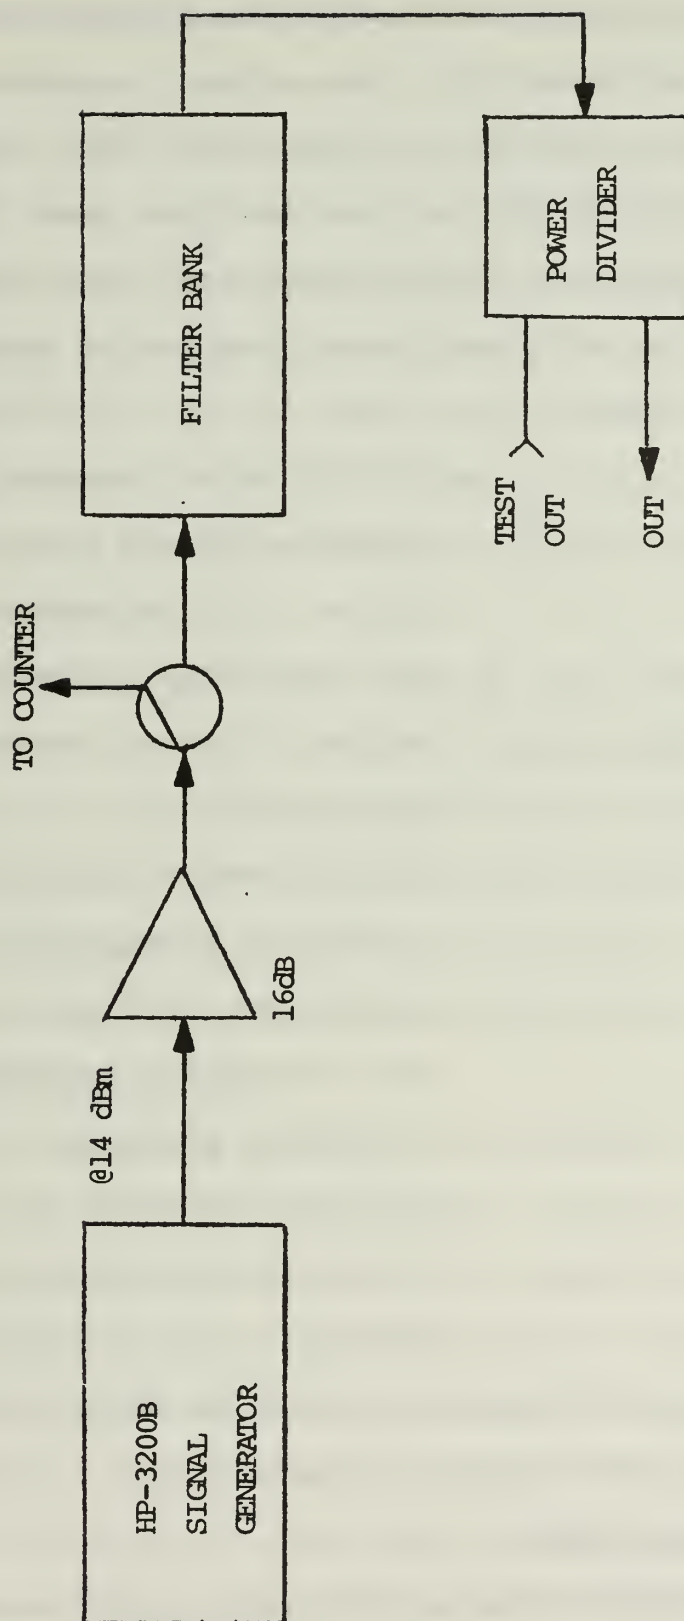 HP-3200B
SIGNAL
GENERATOR
@14 dBm
16dB
TO COUNTER
FILTER BANK
POWER
DIVIDER
TEST
OUT
OUT